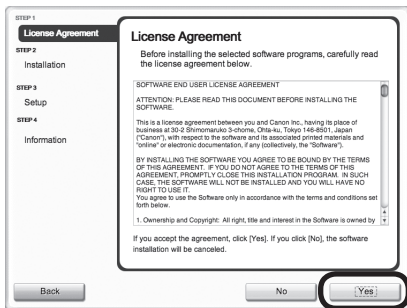 STEP 1
License Agreement
STEP 2
Installation
STEP 3
Setup
STEP 4
Information
License Agreement
Before installing the selected software programs, carefully read
the license agreement below.
SOFTWARE END USER LICENSE AGREEMENT
ATTENTION: PLEASE READ THIS DOCUMENT BEFORE INSTALLING THE
SOFTWARE.
This is a license agreement between you and Canon Inc., having its place of
business at 30-2 Shimomaruko 3-chome, Ohta-ku, Tokyo 146-8501, Japan
("Canon"), with respect to the software and its associated printed materials and
"online" or electronic documentation, if any (collectively, the "Software").
BY INSTALLING THE SOFTWARE YOU AGREE TO BE BOUND BY THE TERMS
OF THIS AGREEMENT. IF YOU DO NOT AGREE TO THE TERMS OF THIS
AGREEMENT, PROMPTLY CLOSE THIS INSTALLATION PROGRAM. IN SUCH
CASE, THE SOFTWARE WILL NOT BE INSTALLED AND YOU WILL HAVE NO
RIGHT TO USE IT.
You agree to use the Software only in accordance with the terms and conditions set
forth below.
1. Ownership and Copyright: All right, title and interest in the Software is owned by
If you accept the agreement, click [Yes]. If you click [No], the software
installation will be canceled.
Back
No
Yes